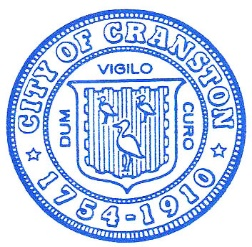 CITY OF CRANSTON
DUM VIGILO CURO
1754-1910